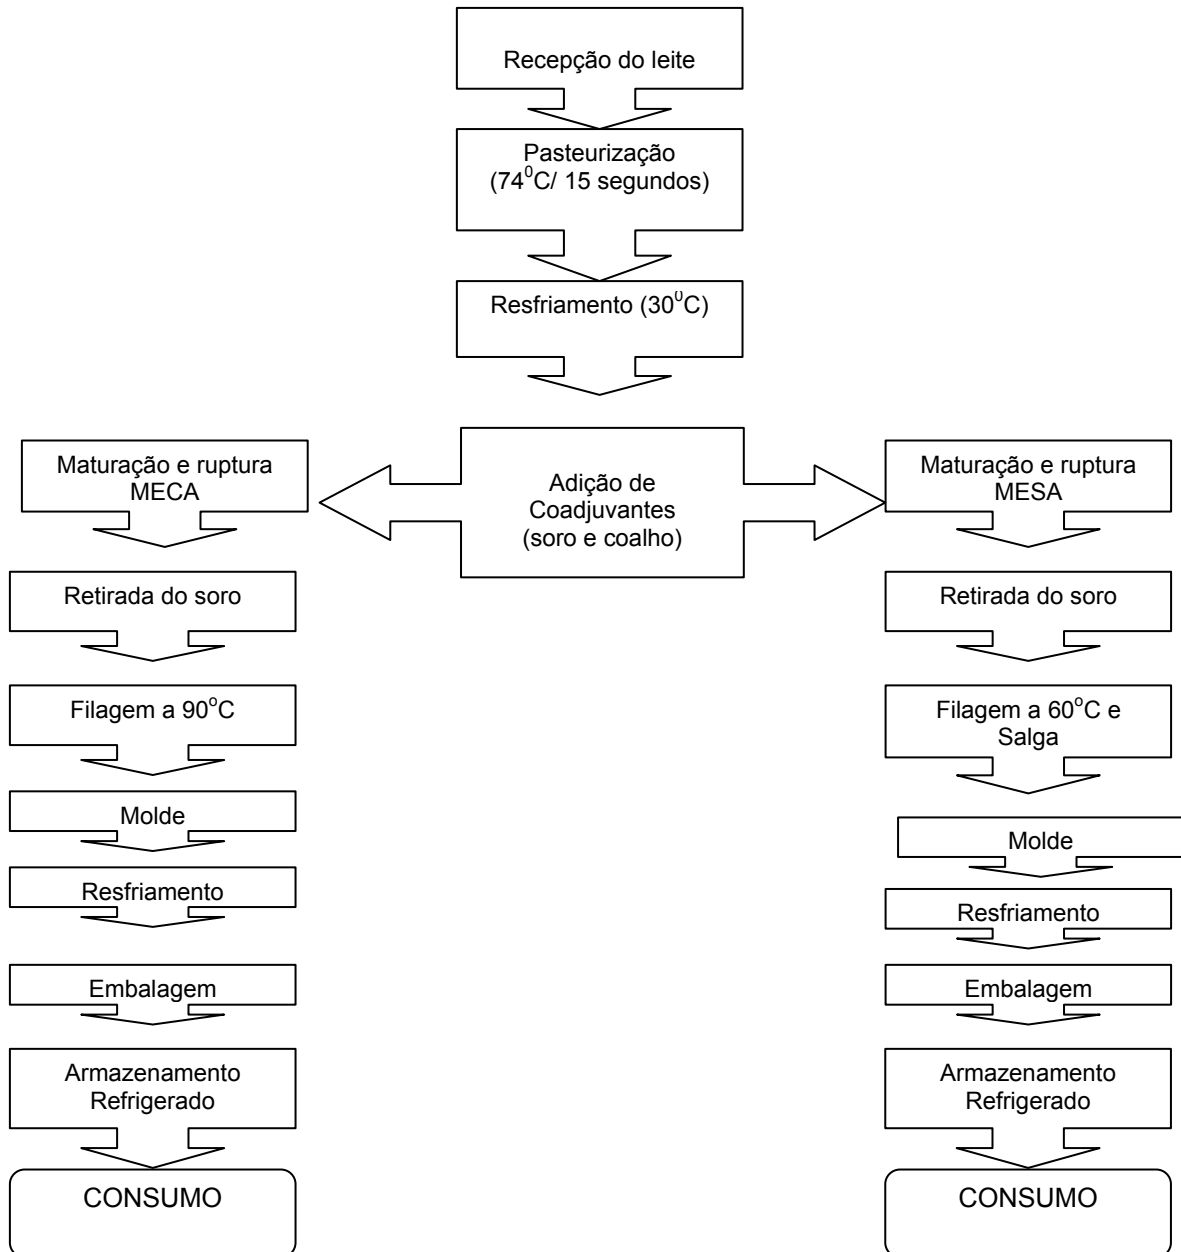 Recepção do leite
Pasteurização
(74⁰C/ 15 segundos)
Resfriamento (30⁰C)
Adição de
Coadjuvantes
(soro e coalho)
Maturação e ruptura
MECA
Retirada do soro
Filagem a 90ᵒC
Molde
Resfriamento
Embalagem
Armazenamento
Refrigerado
CONSUMO
Maturação e ruptura
MESA
Retirada do soro
Filagem a 60ᵒC e
Salga
Molde
Resfriamento
Embalagem
Armazenamento
Refrigerado
CONSUMO